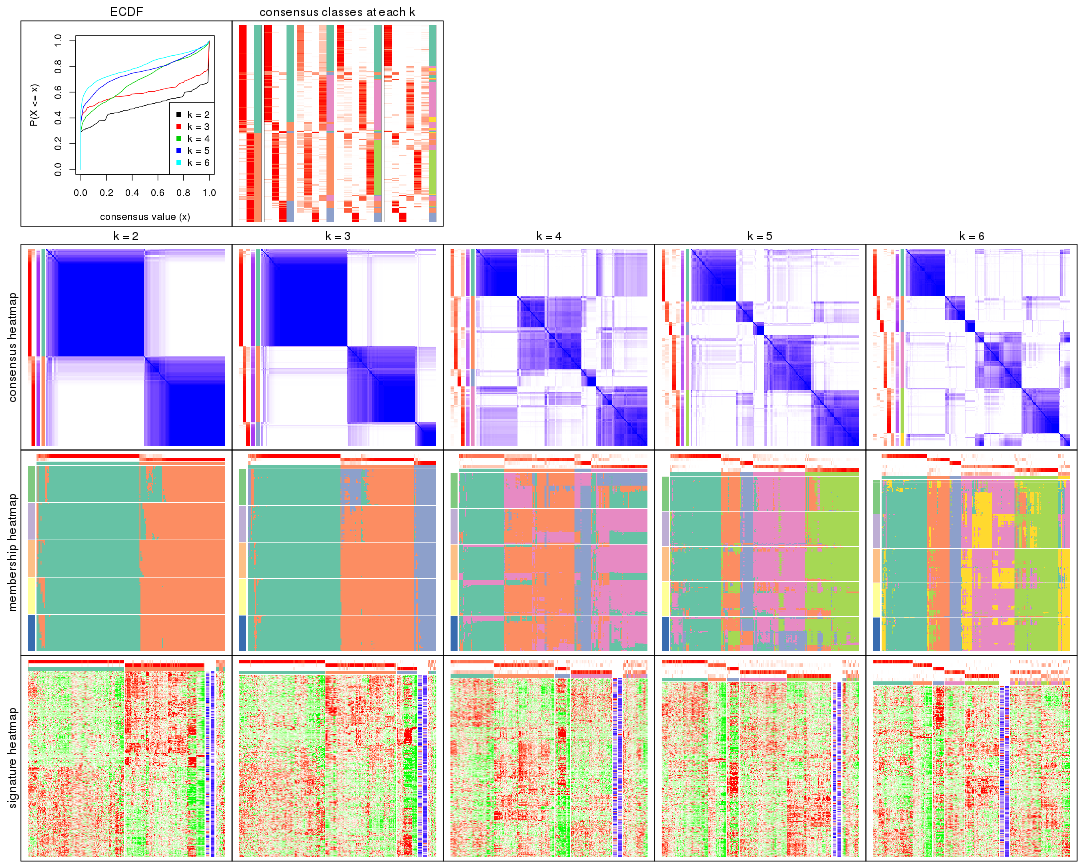 ECDF
consensus classes at each k
P(X <= x)
0.0 0.2 0.4 0.6 0.8 1.0
k = 2
k = 3
k = 4
k = 5
k = 6
0.0 0.2 0.4 0.6 0.8 1.0
consensus value (x)
k = 2 k = 3 k = 4 k = 5 k = 6
consensus heatmap
membership heatmap
signature heatmap